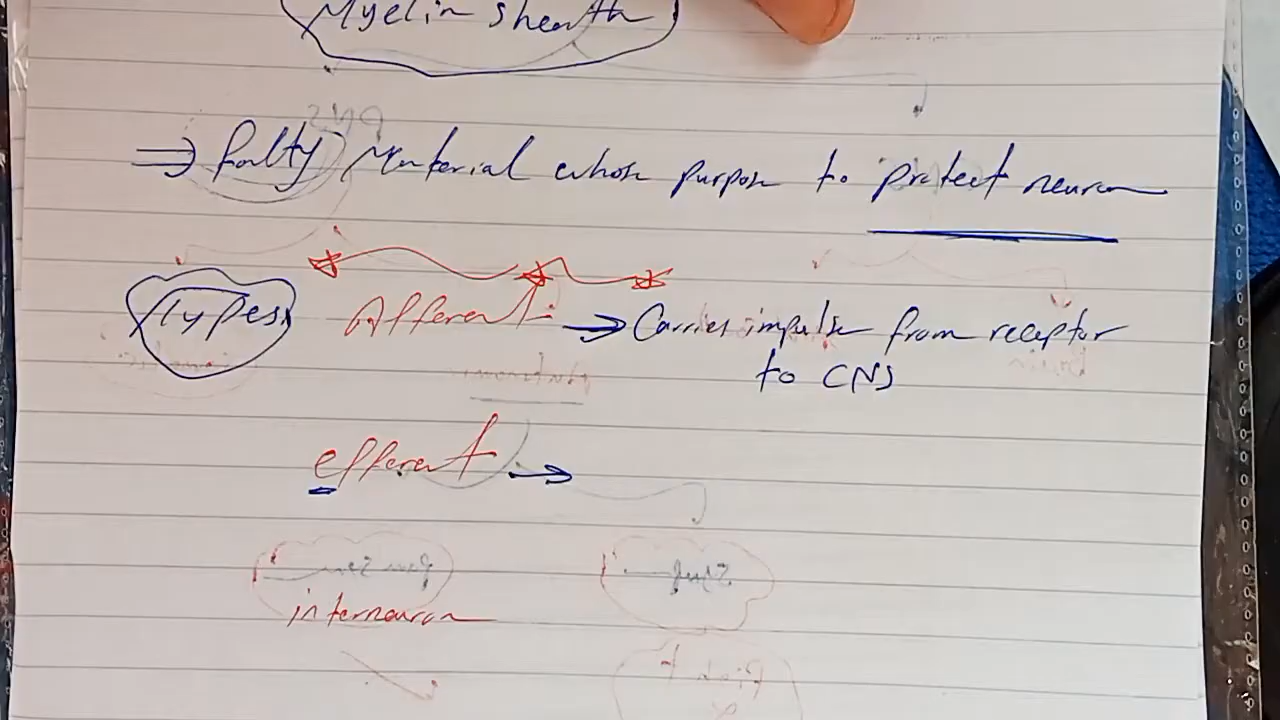 Myelin sheath
⇒ fatty Material whose purpose to protect neuron
Types Afferent → Carries impulse from receptor
to CNS
efferent →
interneuron